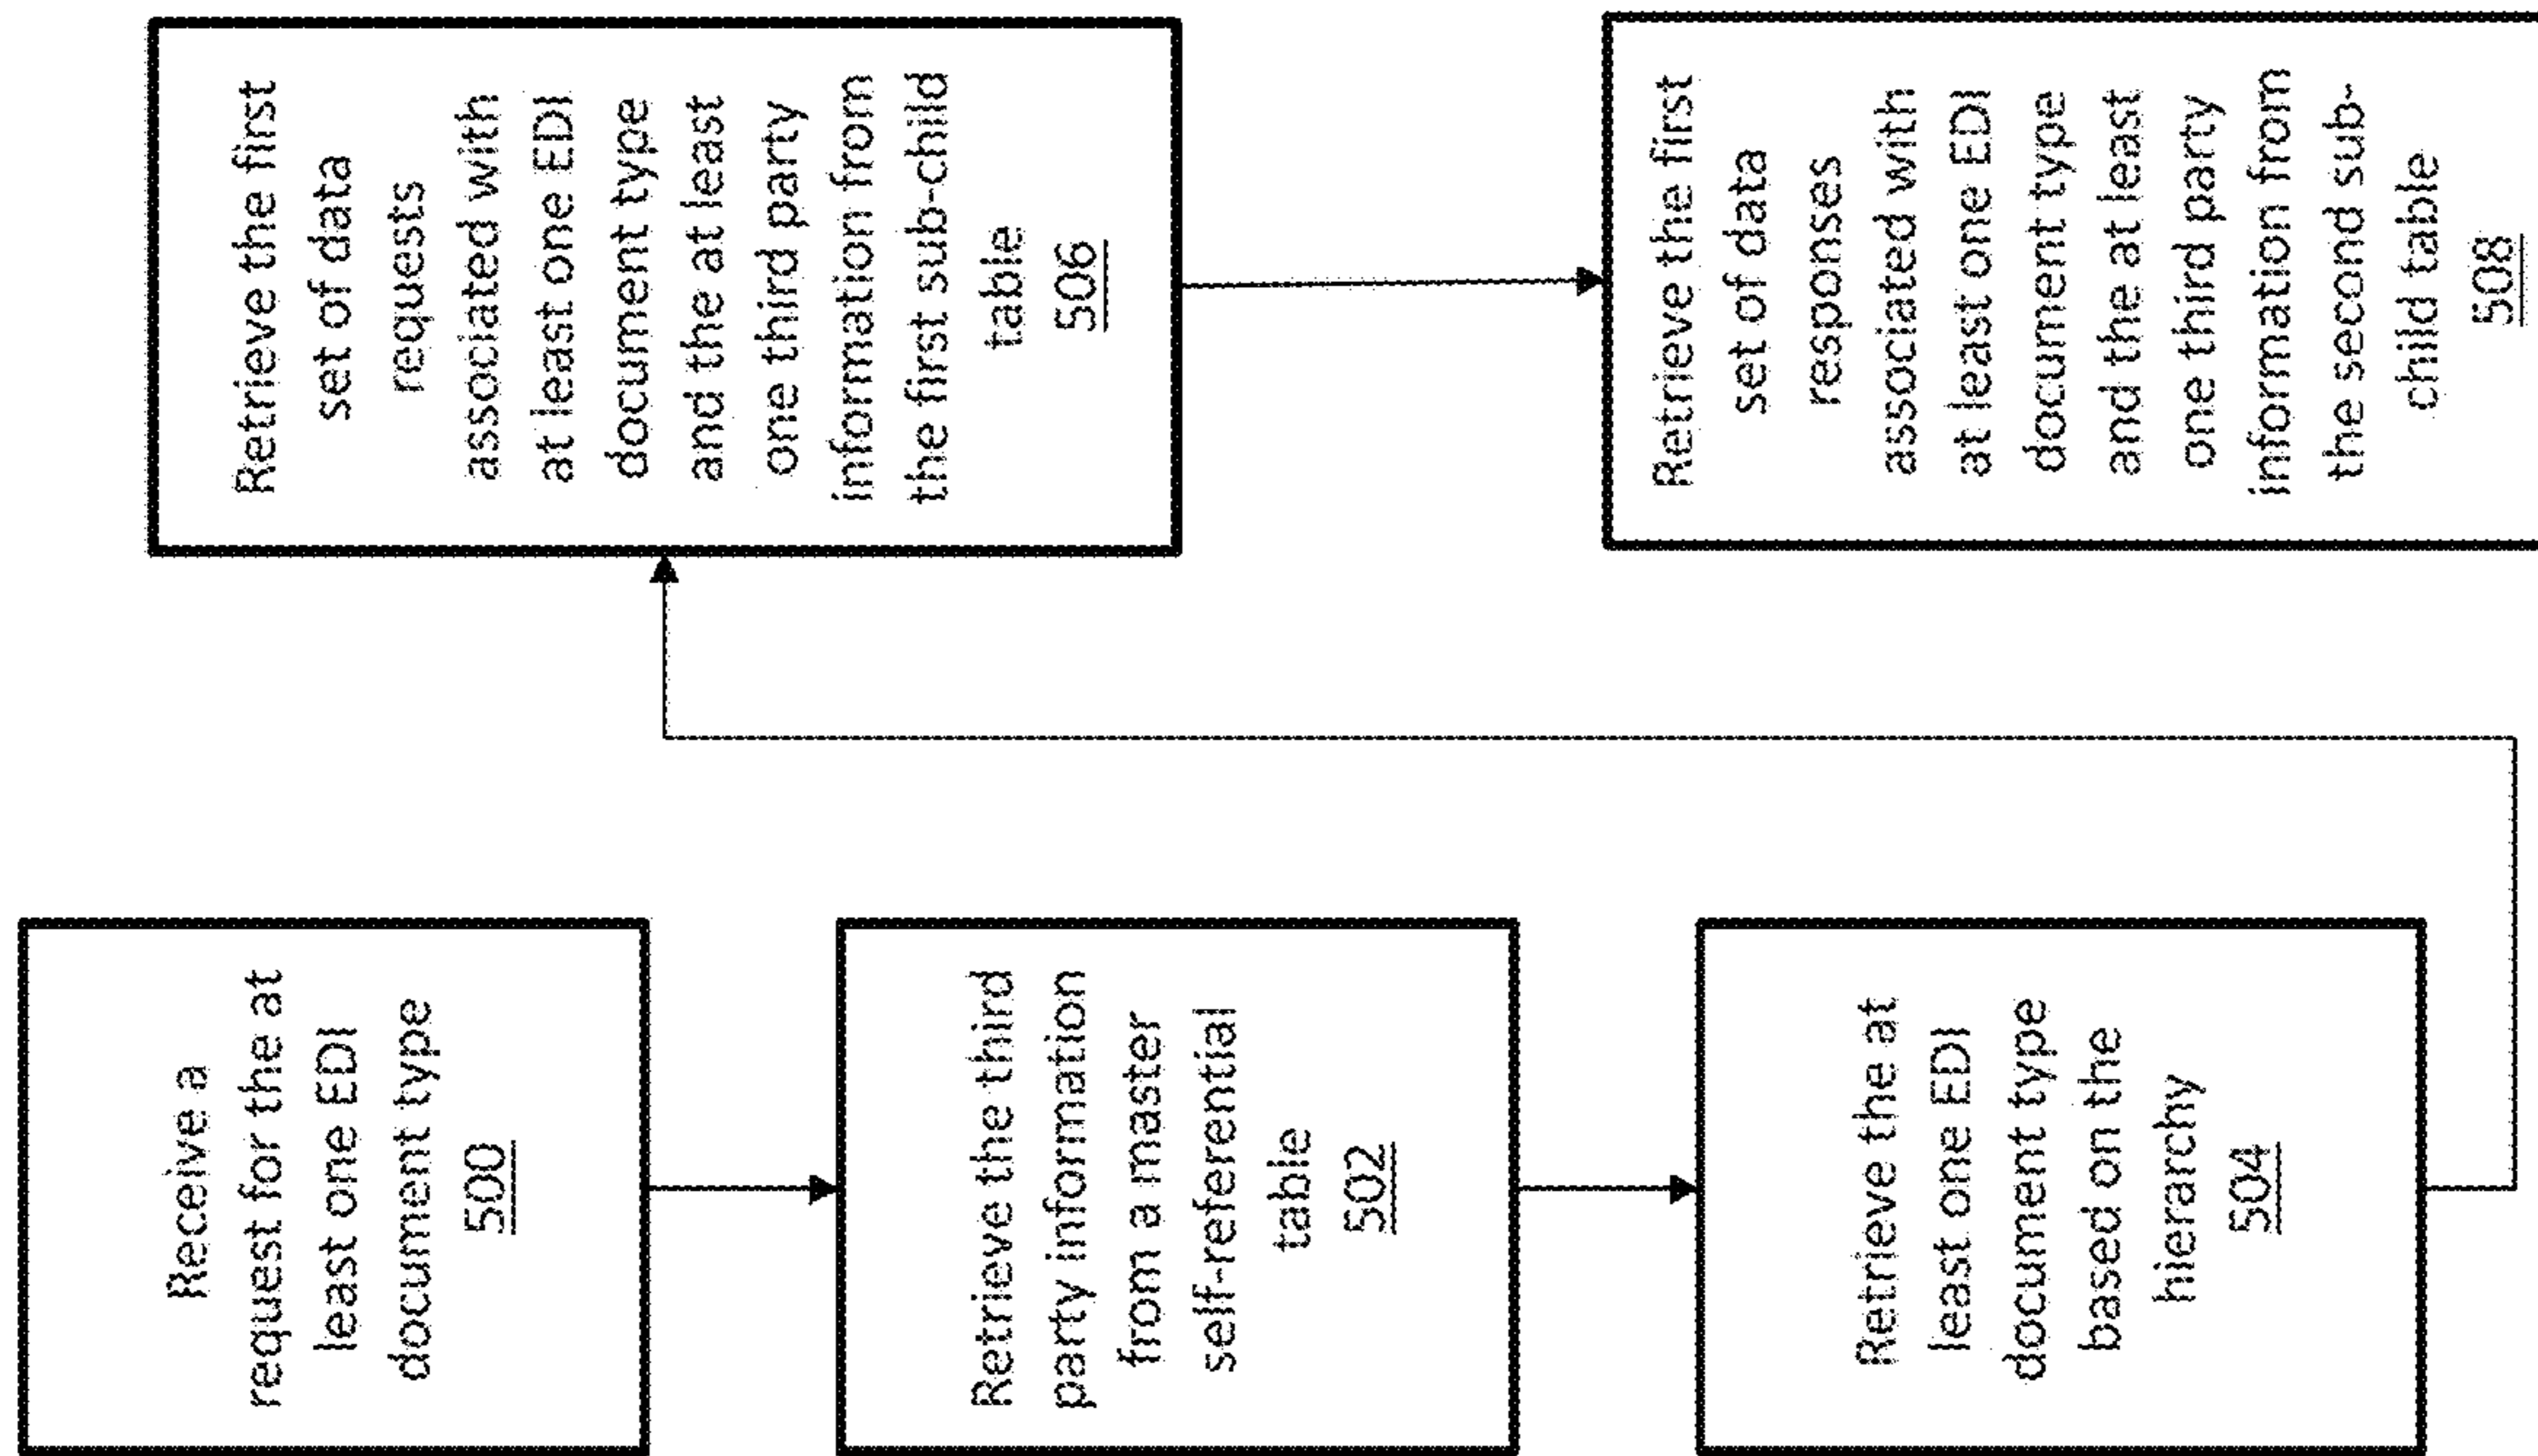 Receive a
request for the at
least one EDI
document type
500
Retrieve the third
party information
from a master
self-referential
table
502
Retrieve the at
least one EDI
document type
based on the
hierarchy
504
Retrieve the first
set of data
requests
associated with
at least one EDI
document type
and the at least
one third party
information from
the first sub-child
table
506
Retrieve the first
set of data
responses
associated with
at least one EDI
document type
and the at least
one third party
information from
the second sub-
child table
508